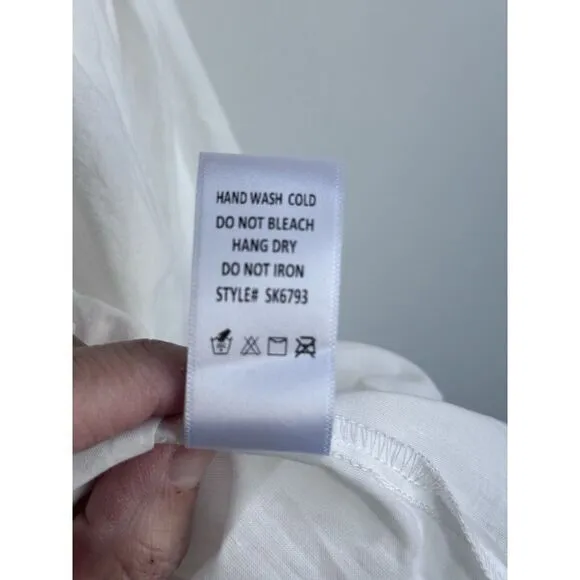 HAND WASH COLD
DO NOT BLEACH
HANG DRY
DO NOT IRON
STYLE# SK6793